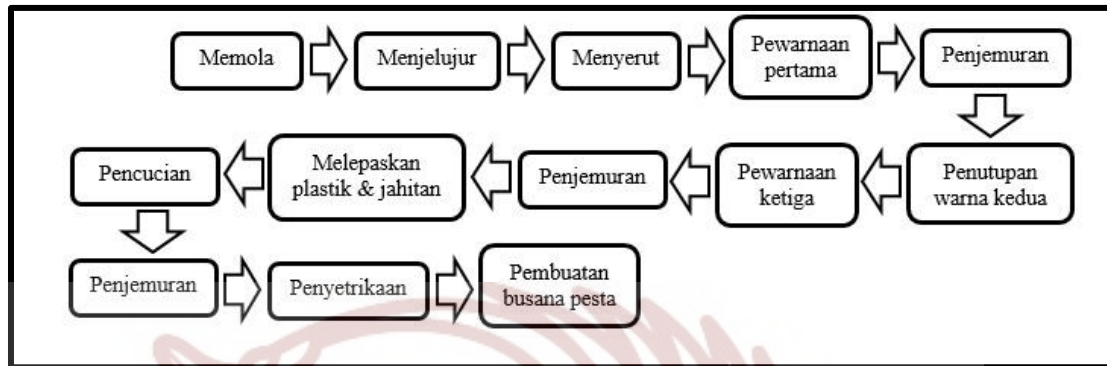 Memola
Menjelujur
Menyerut
Pewarnaan
pertama
Penjemuran
Penutupan
warna kedua
Pewarnaan
ketiga
Penjemuran
Melepaskan
plastik & jahitan
Pencucian
Penjemuran
Penyetrikaan
Pembuatan
busana pesta